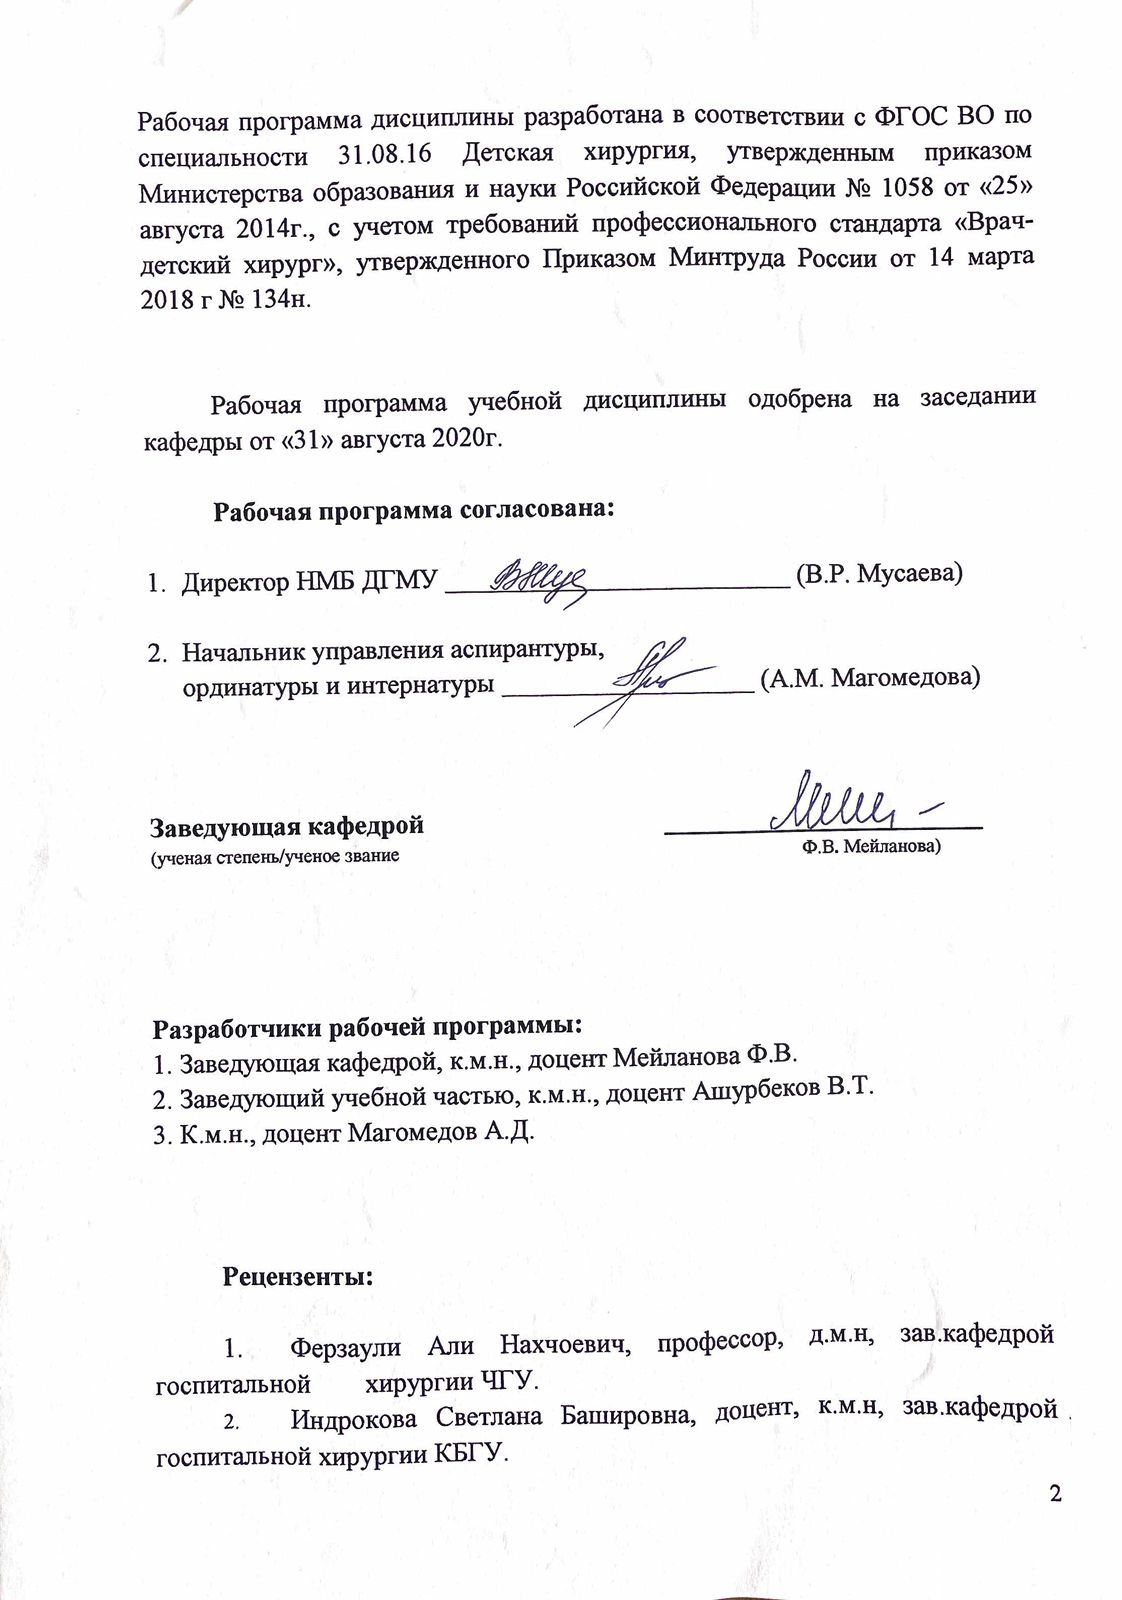 Рабочая программа дисциплины разработана в соответствии с ФГОС ВО по
специальности 31.08.16 Детская хирургия, утвержденным приказом
Министерства образования и науки Российской Федерации № 1058 от «25»
августа 2014г., с учетом требований профессионального стандарта «Врач-
детский хирург», утвержденного Приказом Минтруда России от 14 марта
2018 г № 134н.
Рабочая программа учебной дисциплины одобрена на заседании
кафедры от «31» августа 2020г.
Рабочая программа согласована:
1. Директор НМБ ДГМУ (В.Р. Мусаева)
2. Начальник управления аспирантуры,
ординатуры и интернатуры (А.М. Магомедова)
Заведующая кафедрой
(ученая степень/ученое звание Ф.В. Мейланова)
Разработчики рабочей программы:
1. Заведующая кафедрой, к.м.н., доцент Мейланова Ф.В.
2. Заведующий учебной частью, к.м.н., доцент Ашурбеков В.Т.
3. К.м.н., доцент Магомедов А.Д.
Рецензенты:
1. Ферзаули Али Нахчоевич, профессор, д.м.н, зав.кафедрой
госпитальной хирургии ЧГУ.
2. Индрокова Светлана Башировна, доцент, к.м.н, зав.кафедрой
госпитальной хирургии КБГУ.
2